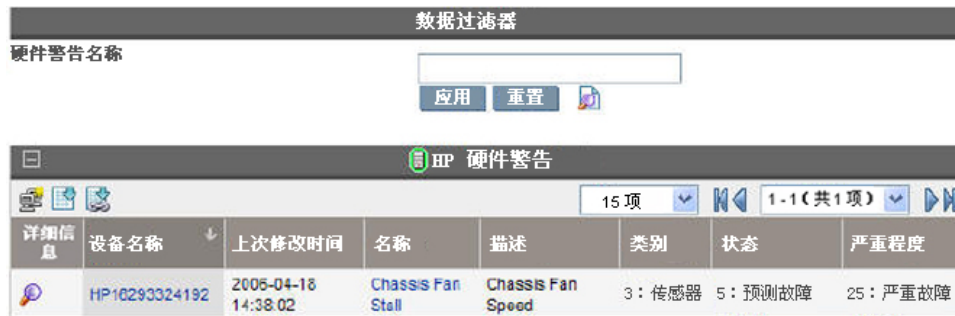 数据过滤器
硬件警告名称
应用 重置
HP 硬件警告
15项 1-1(共1项)
详细信息 设备名称 上次修改时间 名称 描述 类别 状态 严重程度
HP16293324192 2006-04-18 14:38:02 Chassis Fan Stall Chassis Fan Speed 3：传感器 5：预测故障 25：严重故障